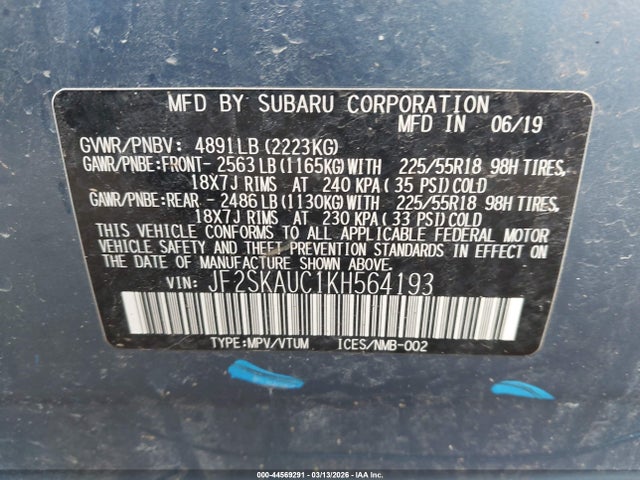 MFD BY SUBARU CORPORATION
MFD IN 06/19
GVWR/PNBV: 4891LB (2223KG)
GAWR/PNBE:FRONT- 2563 LB (1165KG) WITH 225/55R18 98H TIRES,
18X7J RIMS AT 240 KPA (35 PSI) COLD
GAWR/PNBE:REAR - 2486 LB (1130KG) WITH 225/55R18 98H TIRES,
18X7J RIMS AT 230 KPA (33 PSI) COLD
THIS VEHICLE CONFORMS TO ALL APPLICABLE FEDERAL MOTOR
VEHICLE SAFETY AND THEFT PREVENTION STANDARDS IN EFFECT
ON THE DATE OF MANUFACTURE SHOWN ABOVE.
VIN: JF2SKAUC1KH564193
TYPE:MPV/VTUM ICES/NMB-002
000-44569291 - 03/13/2026 - IAAI.COM